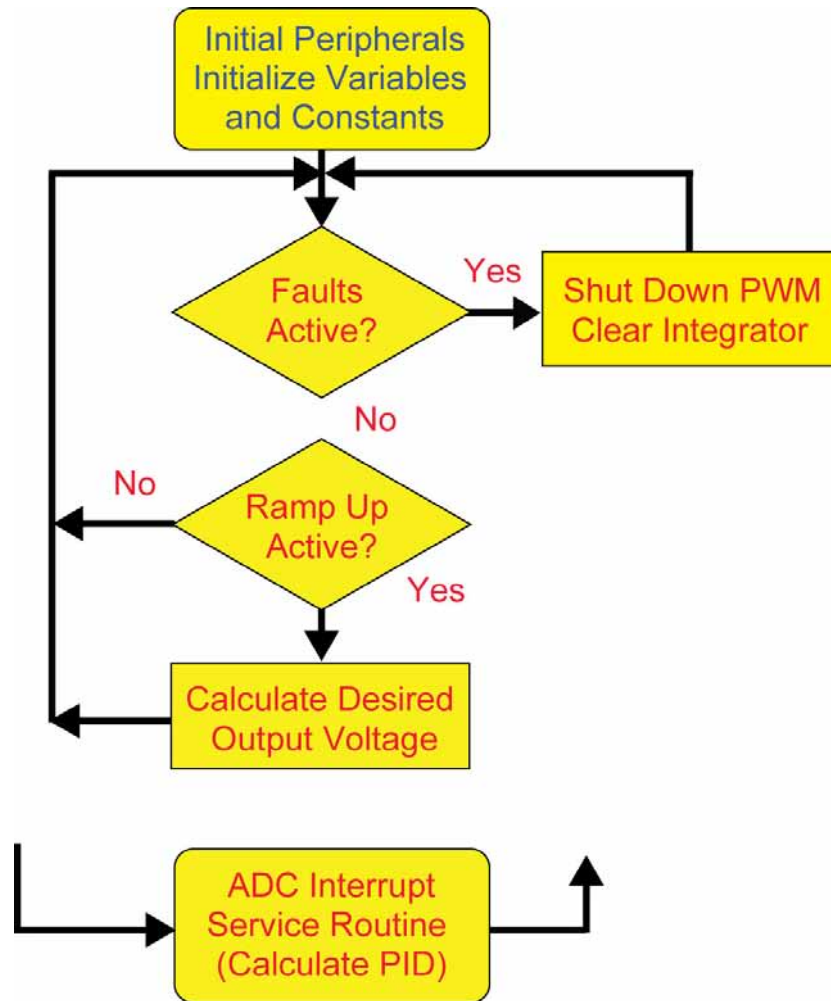 Initial Peripherals
Initialize Variables
and Constants
Faults
Active?
Yes
Shut Down PWM
Clear Integrator
No
No
Ramp Up
Active?
Yes
Calculate Desired
Output Voltage
ADC Interrupt
Service Routine
(Calculate PID)